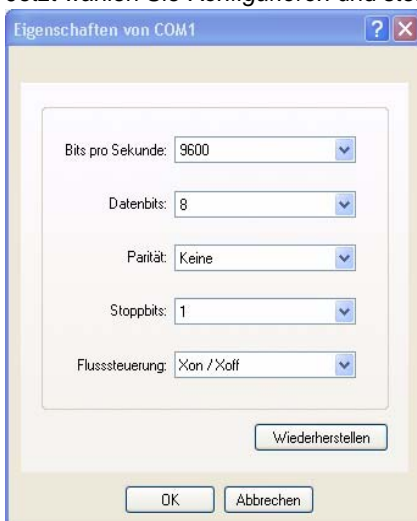 Eigenschaften von COM1
Bits pro Sekunde: 9600
Datenbits: 8
Parität: Keine
Stoppbits: 1
Flusssteuerung: Xon / Xoff
Wiederherstellen
OK Abbrechen